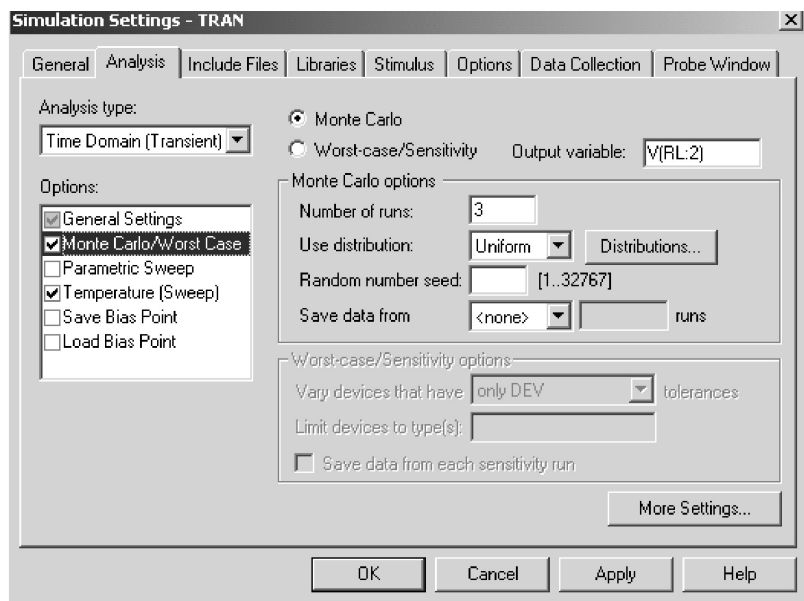 Simulation Settings - TRAN
General Analysis Include Files Libraries Stimulus Options Data Collection Probe Window
Analysis type:
Time Domain (Transient)
Options:
General Settings
Monte Carlo/Worst Case
Parametric Sweep
Temperature (Sweep)
Save Bias Point
Load Bias Point
Monte Carlo
Worst-case/Sensitivity Output variable: V(RL:2)
Monte Carlo options
Number of runs: 3
Use distribution: Uniform Distributions...
Random number seed: [1..32767]
Save data from <none> runs
Worst-case/Sensitivity options
Vary devices that have only DEV tolerances
Limit devices to type(s):
Save data from each sensitivity run
More Settings...
OK Cancel Apply Help